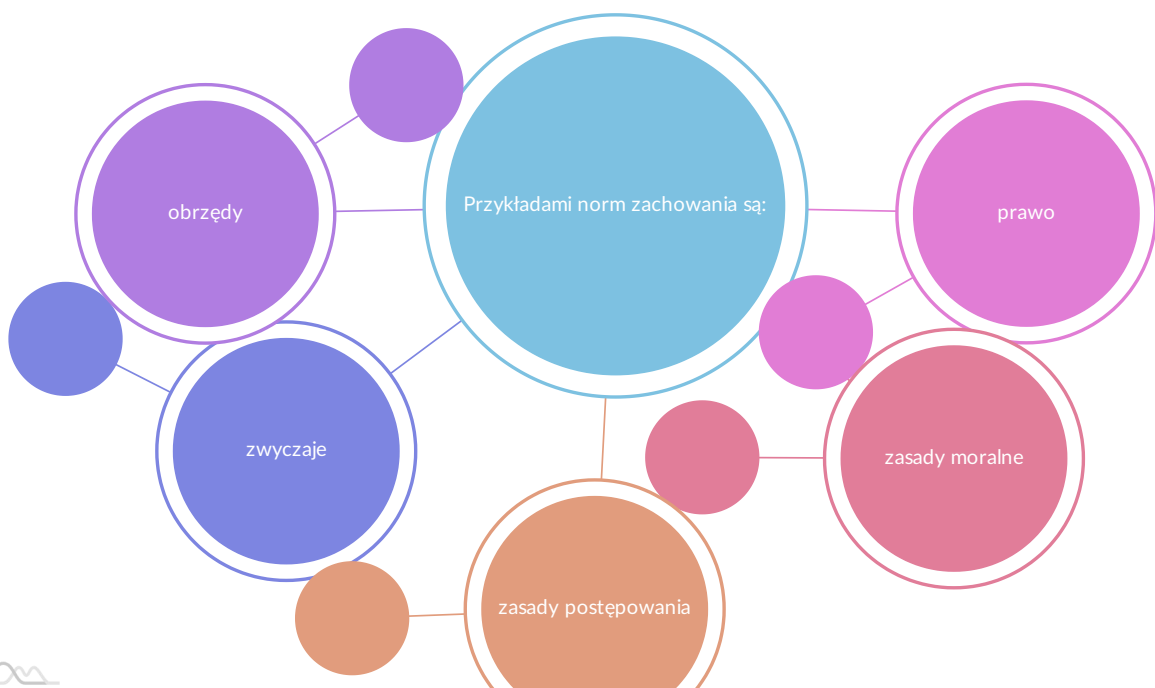 Przykładami norm zachowania są:
obrzędy
prawo
zwyczaje
zasady moralne
zasady postępowania